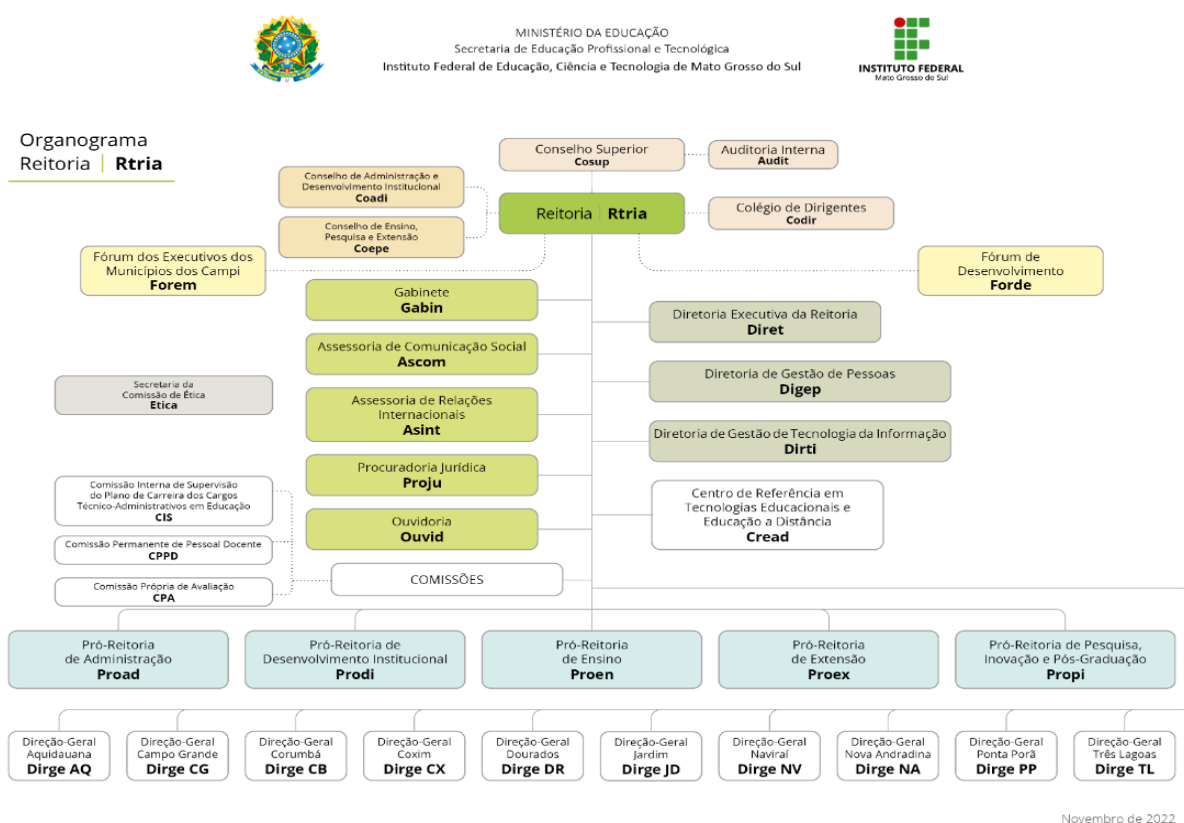 MINISTÉRIO DA EDUCAÇÃO
Secretaria de Educação Profissional e Tecnológica
Instituto Federal de Educação, Ciência e Tecnologia de Mato Grosso do Sul
INSTITUTO FEDERAL
Mato Grosso do Sul
Organograma
Reitoria | Rtria
Conselho Superior
Cosup
Auditoria Interna
Audit
Conselho de Administração e
Desenvolvimento Institucional
Coadi
Reitoria | Rtria
Colégio de Dirigentes
Codir
Conselho de Ensino,
Pesquisa e Extensão
Coepe
Fórum dos Executivos dos
Municípios dos Campi
Forem
Fórum de
Desenvolvimento
Forde
Gabinete
Gabin
Diretoria Executiva da Reitoria
Diret
Assessoria de Comunicação Social
Ascom
Diretoria de Gestão de Pessoas
Digep
Secretaria da
Comissão de Ética
Etica
Assessoria de Relações
Internacionais
Asint
Diretoria de Gestão de Tecnologia da Informação
Dirti
Procuradoria Jurídica
Proju
Comissão Interna de Supervisão
do Plano de Carreira dos Cargos
Técnico-Administrativos em Educação
CIS
Centro de Referência em
Tecnologias Educacionais e
Educação a Distância
Cread
Ouvidoria
Ouvid
Comissão Permanente de Pessoal Docente
CPPD
COMISSÕES
Comissão Própria de Avaliação
CPA
Pró-Reitoria
de Administração
Proad
Pró-Reitoria de
Desenvolvimento Institucional
Prodi
Pró-Reitoria
de Ensino
Proen
Pró-Reitoria
de Extensão
Proex
Pró-Reitoria de Pesquisa,
Inovação e Pós-Graduação
Propi
Direção-Geral
Aquidauana
Dirge AQ
Direção-Geral
Campo Grande
Dirge CG
Direção-Geral
Corumbá
Dirge CB
Direção-Geral
Coxim
Dirge CX
Direção-Geral
Dourados
Dirge DR
Direção-Geral
Jardim
Dirge JD
Direção-Geral
Naviraí
Dirge NV
Direção-Geral
Nova Andradina
Dirge NA
Direção-Geral
Ponta Porã
Dirge PP
Direção-Geral
Três Lagoas
Dirge TL
Novembro de 2022